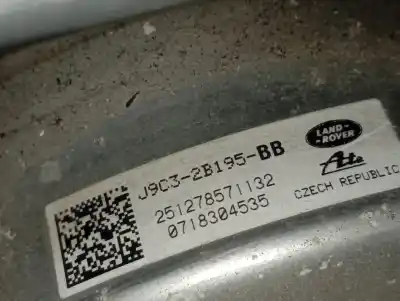 J9C3-2B195-BB
LAND-
ROVER
251278571132
Ate
0718304535
CZECH REPUBLIC